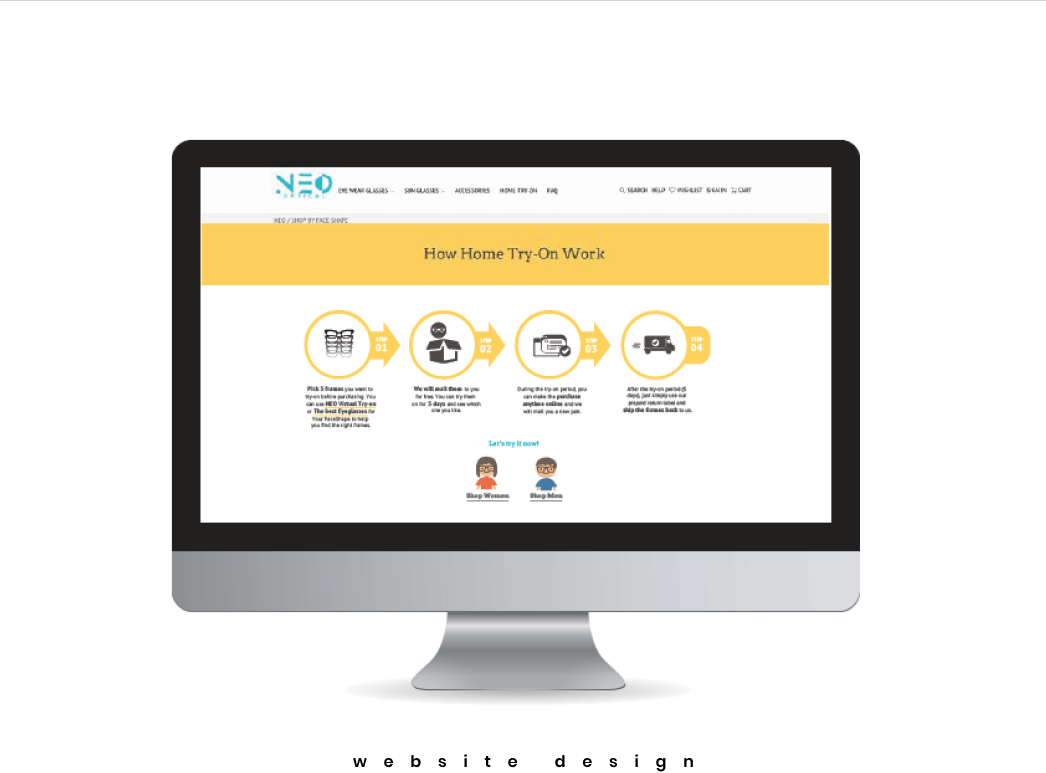 NEO
OPTICAL
EYE WEAR GLASSES
SUN GLASSES
ACCESSORIES
HOME TRY-ON
FAQ
SEARCH
HELP
WISHLIST
SIGN IN
CART
NEO / SHOP BY FACE SHAPE
How Home Try-On Work
STEP
01
STEP
02
STEP
03
STEP
04
Pick 5 frames you want to
try-on before purchasing. You
can use NEO Virtual Try-on
or The best Eyeglasses for
Your FaceShape to help
you find the right frames.
We will mail them to you
for free. You can try them
on for 5 days and see which
one you like.
During the try-on period, you
can make the purchase
anytime online and we
will mail you a new pair.
After the try-on period (5
days), just simply use our
prepaid return label and
ship the frames back to us.
Let's try it now!
Shop Women
Shop Men
website design